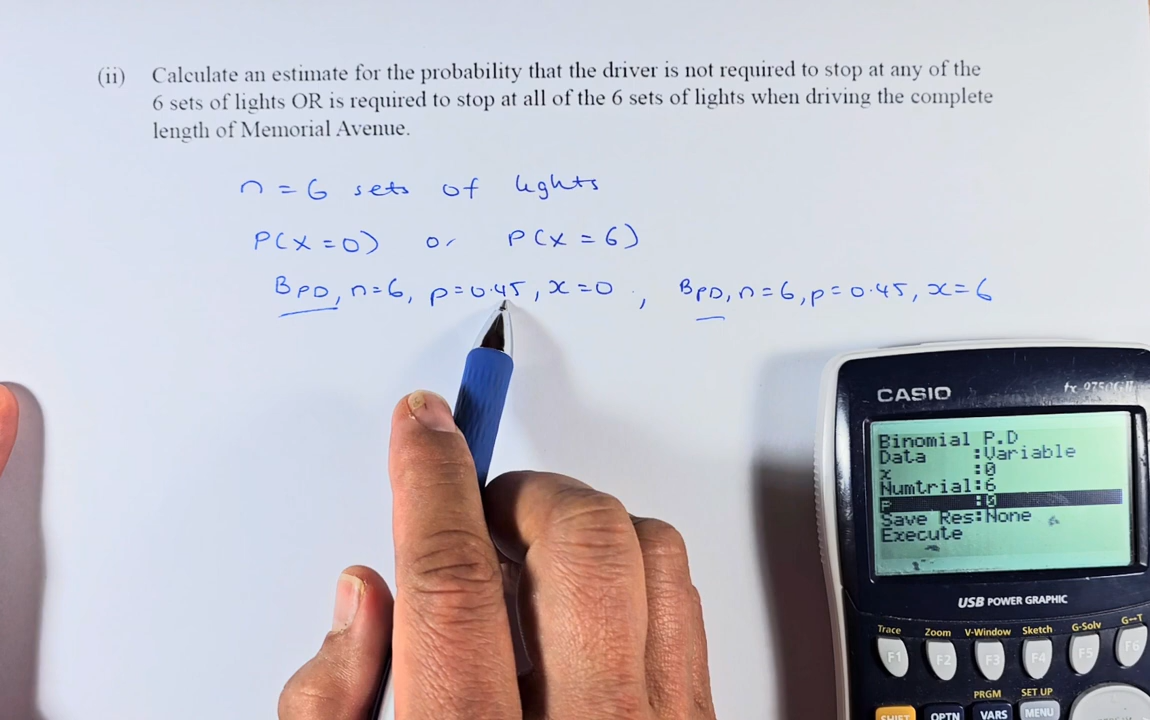 (ii) Calculate an estimate for the probability that the driver is not required to stop at any of the
6 sets of lights OR is required to stop at all of the 6 sets of lights when driving the complete
length of Memorial Avenue.
n = 6 sets of lights
P(X = 0) or P(X = 6)
BPD, n=6, p=0.45, x=0 , BPD, n=6, p=0.45, x=6
CASIO fx-9750GII
Binomial P.D
Data :Variable
x :0
Numtrial:6
p :0
Save Res:None
Execute
USB POWER GRAPHIC
Trace Zoom V-Window Sketch G-Solv G↔T
F1 F2 F3 F4 F5 F6
PRGM SET UP
SHIFT OPTN VARS MENU